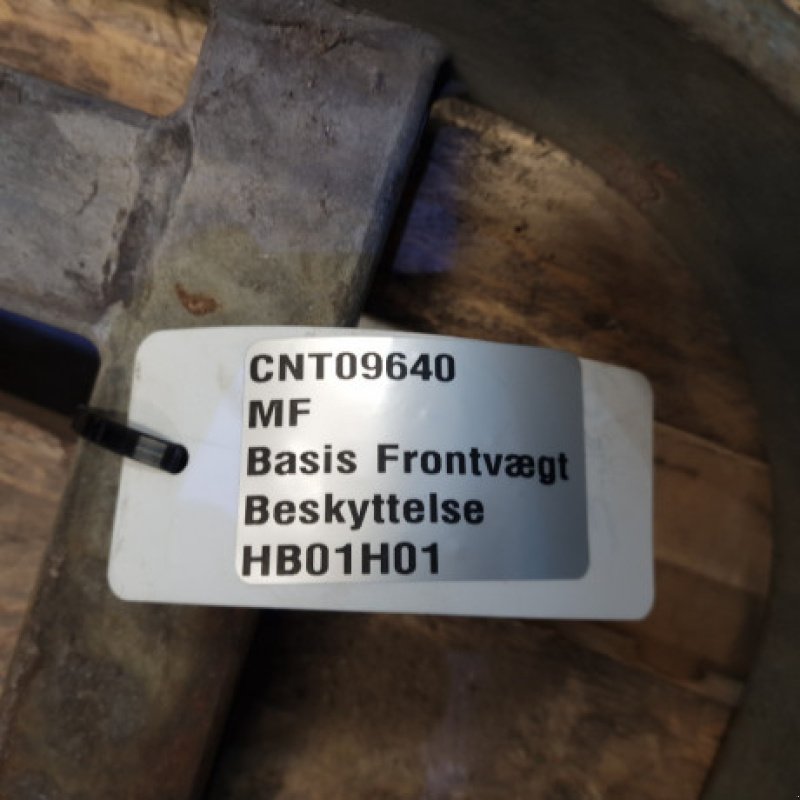 CNT09640
MF
Basis Frontvægt
Beskyttelse
HB01H01